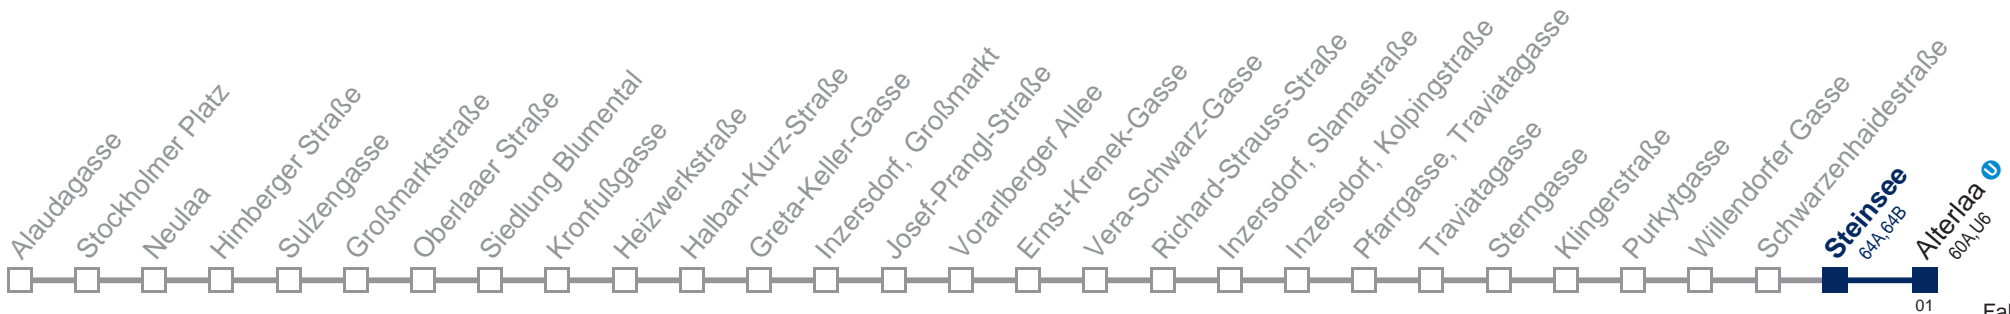 Alaudagasse
Stockholmer Platz
Neulaa
Himberger Straße
Sulzengasse
Großmarktstraße
Oberlaaer Straße
Siedlung Blumental
Kronfußgasse
Heizwerkstraße
Halban-Kurz-Straße
Greta-Keller-Gasse
Inzersdorf, Großmarkt
Josef-Prangl-Straße
Vorarlberger Allee
Ernst-Krenek-Gasse
Vera-Schwarz-Gasse
Richard-Strauss-Straße
Inzersdorf, Slamastraße
Inzersdorf, Kolpingstraße
Pfarrgasse, Traviatagasse
Traviatagasse
Sterngasse
Klingerstraße
Purkytgasse
Willendorfer Gasse
Schwarzenhaidestraße
Steinsee
64A, 64B
Alterlaa U
60A, U6
01